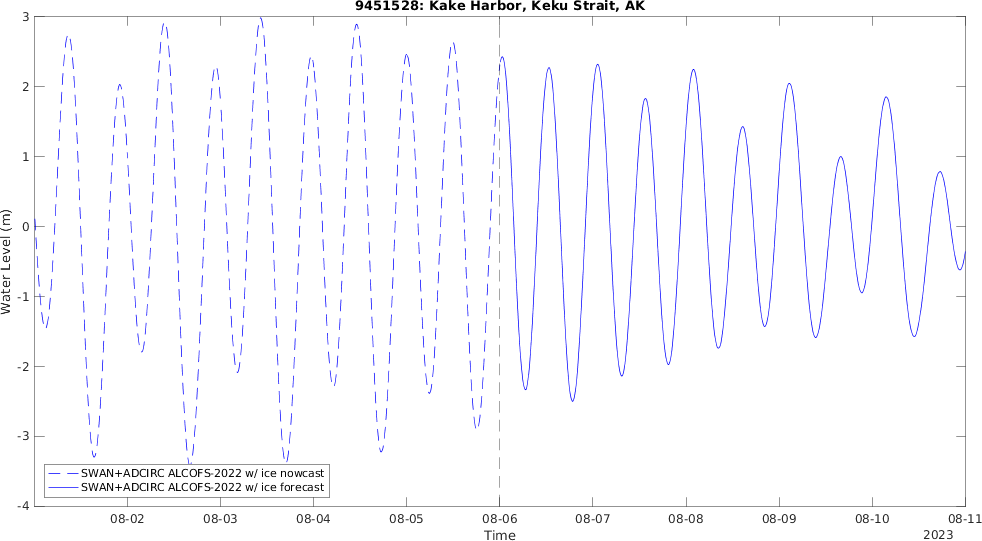 9451528: Kake Harbor, Keku Strait, AK
3
2
1
0
-1
-2
-3
-4
Water Level (m)
SWAN+ADCIRC ALCOFS-2022 w/ ice nowcast
SWAN+ADCIRC ALCOFS-2022 w/ ice forecast
08-02 08-03 08-04 08-05 08-06 08-07 08-08 08-09 08-10 08-11
Time
2023